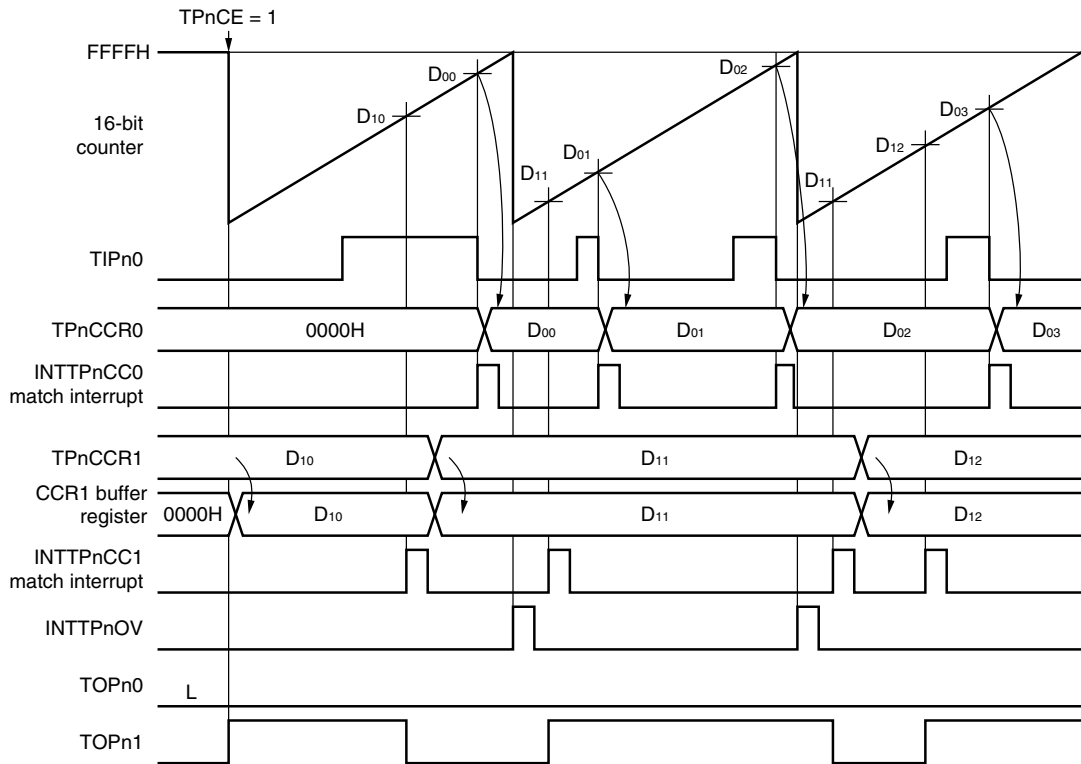 TPnCE = 1
FFFFH
16-bit
counter
D00
D10
D02
D01
D11
D03
D12
D11
TIPn0
TPnCCR0
0000H
D00
D01
D02
D03
INTTPnCC0
match interrupt
TPnCCR1
D10
D11
D12
CCR1 buffer
register
0000H
D10
D11
D12
INTTPnCC1
match interrupt
INTTPnOV
TOPn0
L
TOPn1